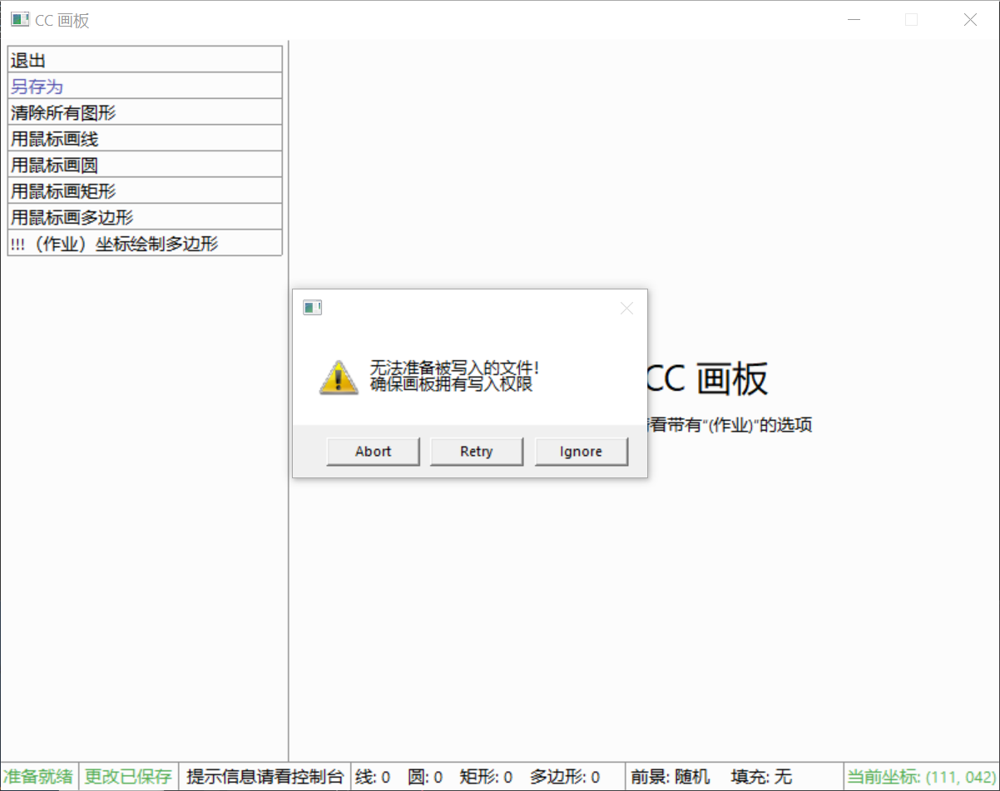 CC 画板
退出
另存为
清除所有图形
用鼠标画线
用鼠标画圆
用鼠标画矩形
用鼠标画多边形
!!!（作业）坐标绘制多边形
无法准备被写入的文件!
确保画板拥有写入权限
Abort Retry Ignore
CC 画板
看带有"(作业)"的选项
准备就绪 更改已保存 提示信息请看控制台 线: 0 圆: 0 矩形: 0 多边形: 0 前景: 随机 填充: 无 当前坐标: (111, 042)